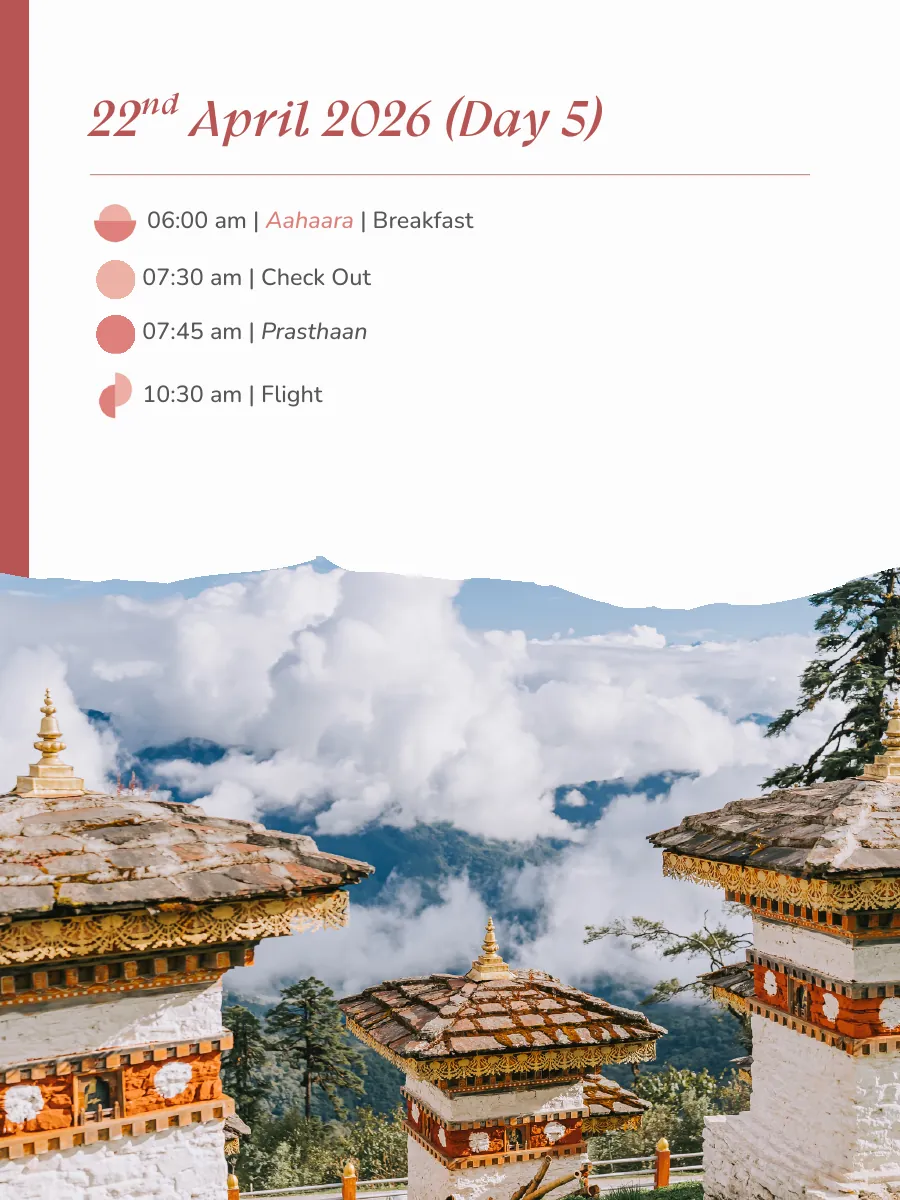 22nd April 2026 (Day 5)
06:00 am | Aahaara | Breakfast
07:30 am | Check Out
07:45 am | Prasthaan
10:30 am | Flight